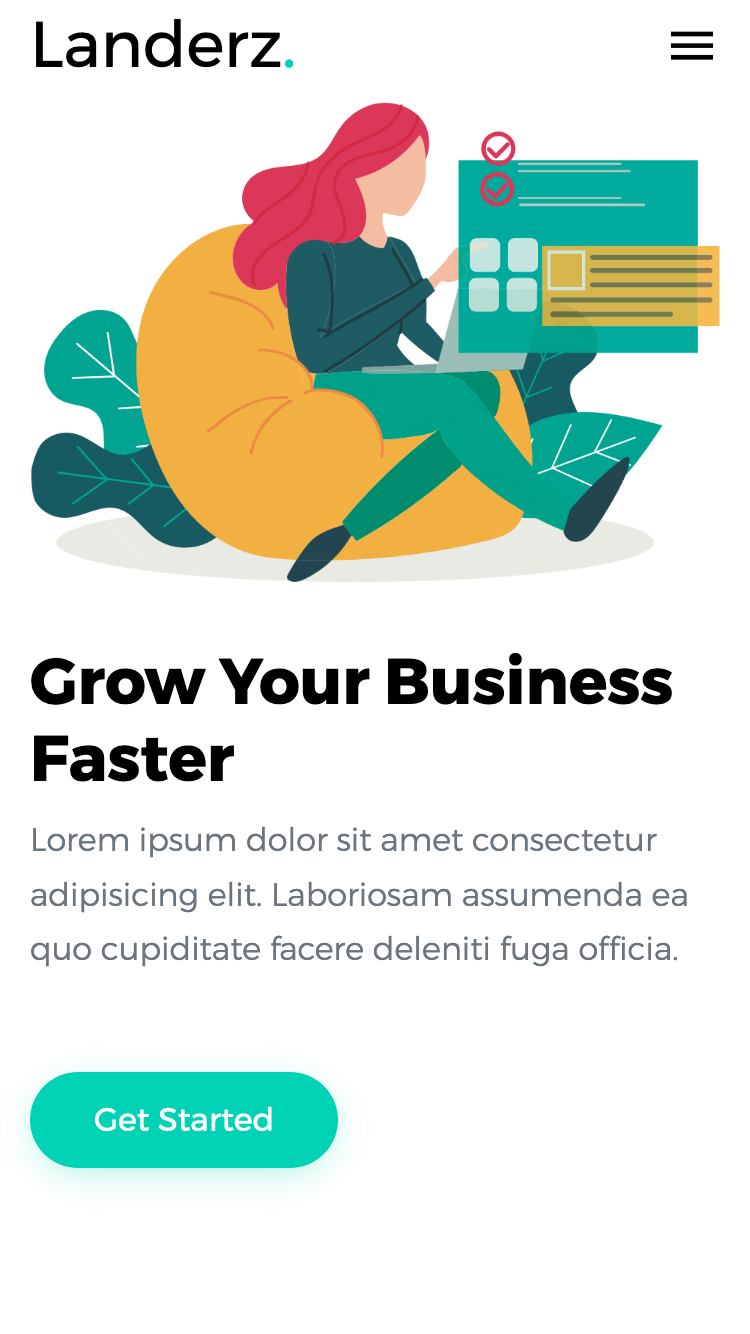 Landerz.
Grow Your Business
Faster
Lorem ipsum dolor sit amet consectetur
adipisicing elit. Laboriosam assumenda ea
quo cupiditate facere deleniti fuga officia.
Get Started